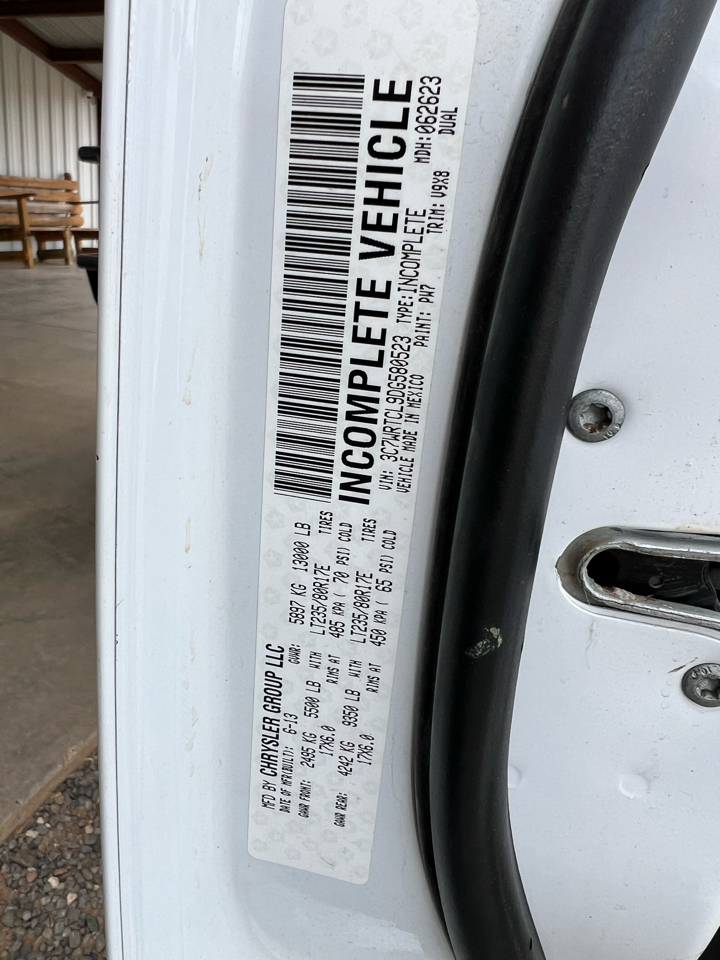 MFD BY CHRYSLER GROUP LLC
DATE OF MFR(BUILT): 6-13 GVWR: 5897 KG 13000 LB
GAWR FRONT: 2495 KG 5500 LB WITH LT235/80R17E TIRES
17X6.0 RIMS AT 485 KPA ( 70 PSI) COLD
GAWR REAR: 4242 KG 9350 LB WITH LT235/80R17E TIRES
17X6.0 RIMS AT 450 KPA ( 65 PSI) COLD
INCOMPLETE VEHICLE
VIN: 3C7WRTCL9DG580523 TYPE: INCOMPLETE MDH: 062623
VEHICLE MADE IN MEXICO PAINT: PW7 TRIM: V9X8 DUAL